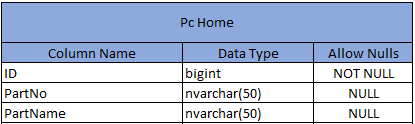 Pc Home
Column Name Data Type Allow Nulls
ID bigint NOT NULL
PartNo nvarchar(50) NULL
PartName nvarchar(50) NULL